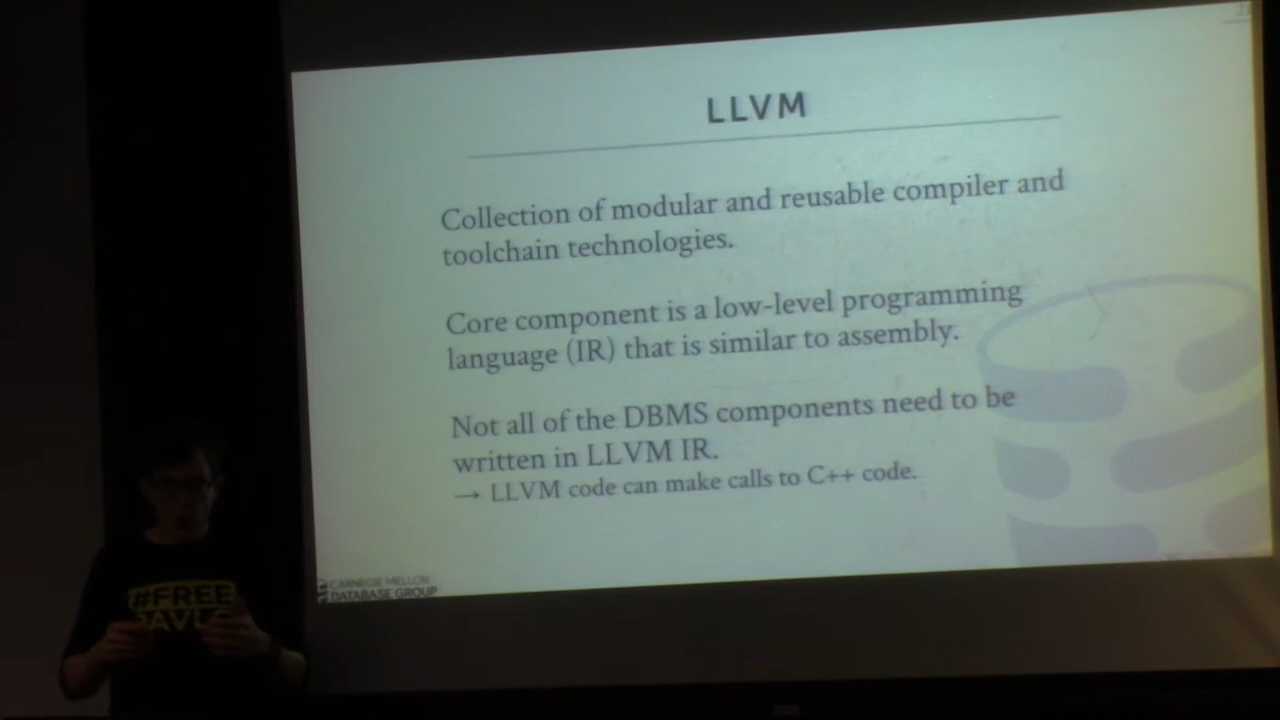 LLVM
Collection of modular and reusable compiler and
toolchain technologies.
Core component is a low-level programming
language (IR) that is similar to assembly.
Not all of the DBMS components need to be
written in LLVM IR.
→ LLVM code can make calls to C++ code.
CARNEGIE MELLON
DATABASE GROUP
#FREE